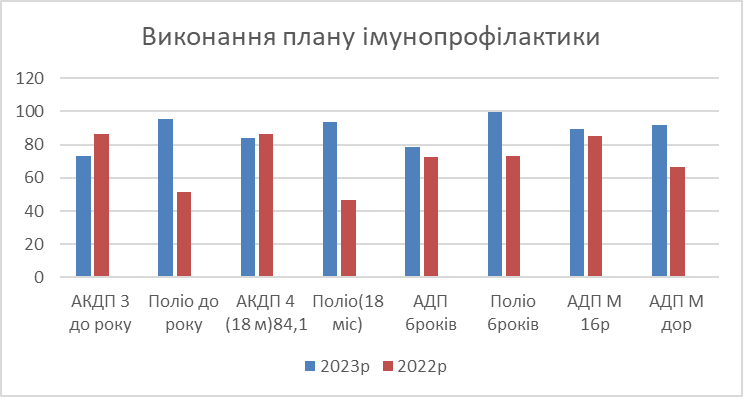 Виконання плану імунопрофілактики
120
100
80
60
40
20
0
АКДП 3 до року
Поліо до року
АКДП 4 (18 м)84,1
Поліо(18 міс)
АДП 6років
Поліо 6років
АДП М 16р
АДП М дор
2023р
2022р